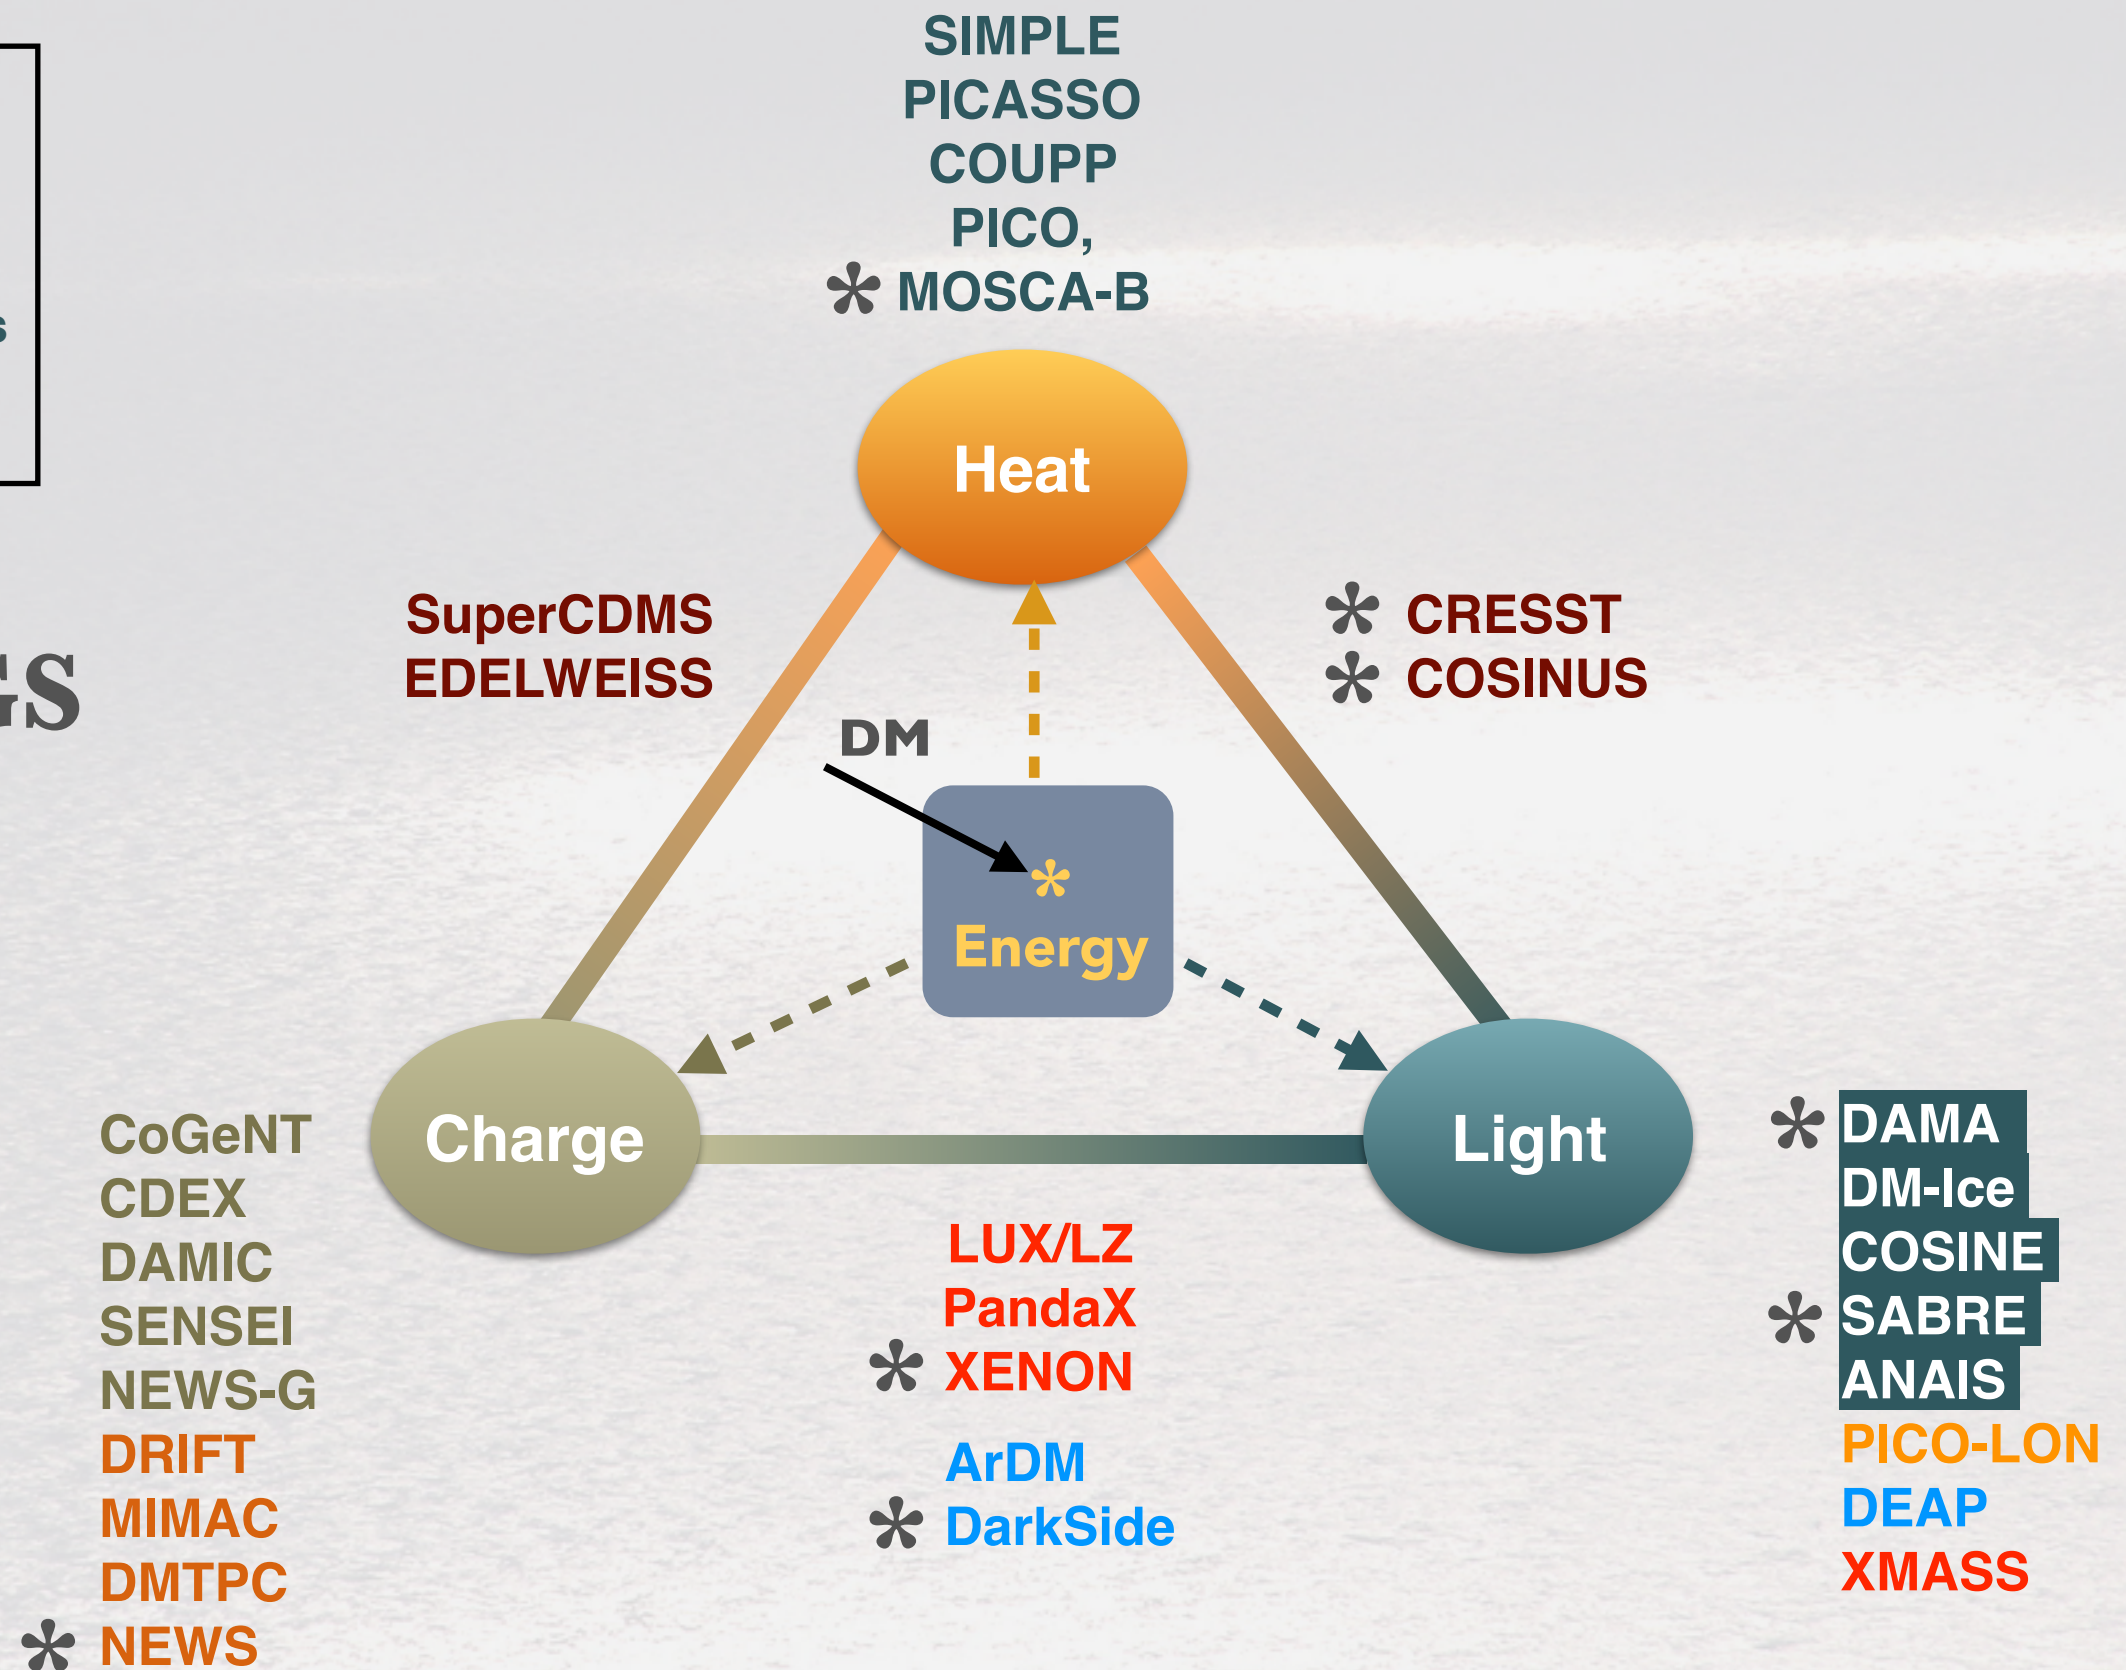 SIMPLE
PICASSO
COUPP
PICO,
* MOSCA-B
s
Heat
SuperCDMS
EDELWEISS
* CRESST
* COSINUS
GS
DM
*
Energy
Charge
Light
CoGeNT
CDEX
DAMIC
SENSEI
NEWS-G
DRIFT
MIMAC
DMTPC
* NEWS
LUX/LZ
PandaX
* XENON
ArDM
* DarkSide
* DAMA
DM-Ice
COSINE
* SABRE
ANAIS
PICO-LON
DEAP
XMASS